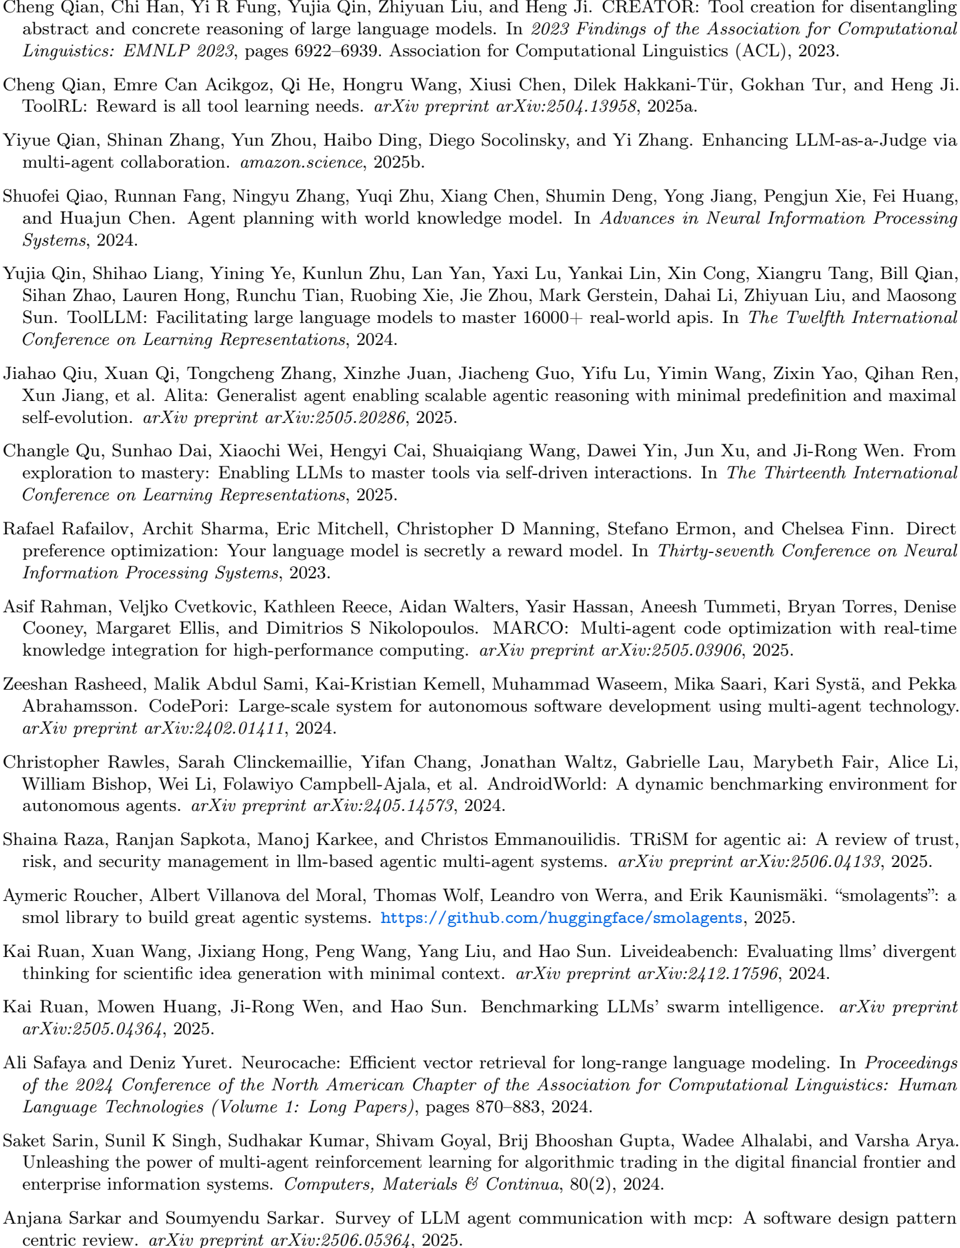 Cheng Qian, Chi Han, Yi R Fung, Yujia Qin, Zhiyuan Liu, and Heng Ji. CREATOR: Tool creation for disentangling
abstract and concrete reasoning of large language models. In 2023 Findings of the Association for Computational
Linguistics: EMNLP 2023, pages 6922–6939. Association for Computational Linguistics (ACL), 2023.
Cheng Qian, Emre Can Acikgoz, Qi He, Hongru Wang, Xiusi Chen, Dilek Hakkani-Tür, Gokhan Tur, and Heng Ji.
ToolRL: Reward is all tool learning needs. arXiv preprint arXiv:2504.13958, 2025a.
Yiyue Qian, Shinan Zhang, Yun Zhou, Haibo Ding, Diego Socolinsky, and Yi Zhang. Enhancing LLM-as-a-Judge via
multi-agent collaboration. amazon.science, 2025b.
Shuofei Qiao, Runnan Fang, Ningyu Zhang, Yuqi Zhu, Xiang Chen, Shumin Deng, Yong Jiang, Pengjun Xie, Fei Huang,
and Huajun Chen. Agent planning with world knowledge model. In Advances in Neural Information Processing
Systems, 2024.
Yujia Qin, Shihao Liang, Yining Ye, Kunlun Zhu, Lan Yan, Yaxi Lu, Yankai Lin, Xin Cong, Xiangru Tang, Bill Qian,
Sihan Zhao, Lauren Hong, Runchu Tian, Ruobing Xie, Jie Zhou, Mark Gerstein, Dahai Li, Zhiyuan Liu, and Maosong
Sun. ToolLLM: Facilitating large language models to master 16000+ real-world apis. In The Twelfth International
Conference on Learning Representations, 2024.
Jiahao Qiu, Xuan Qi, Tongcheng Zhang, Xinzhe Juan, Jiacheng Guo, Yifu Lu, Yimin Wang, Zixin Yao, Qihan Ren,
Xun Jiang, et al. Alita: Generalist agent enabling scalable agentic reasoning with minimal predefinition and maximal
self-evolution. arXiv preprint arXiv:2505.20286, 2025.
Changle Qu, Sunhao Dai, Xiaochi Wei, Hengyi Cai, Shuaiqiang Wang, Dawei Yin, Jun Xu, and Ji-Rong Wen. From
exploration to mastery: Enabling LLMs to master tools via self-driven interactions. In The Thirteenth International
Conference on Learning Representations, 2025.
Rafael Rafailov, Archit Sharma, Eric Mitchell, Christopher D Manning, Stefano Ermon, and Chelsea Finn. Direct
preference optimization: Your language model is secretly a reward model. In Thirty-seventh Conference on Neural
Information Processing Systems, 2023.
Asif Rahman, Veljko Cvetkovic, Kathleen Reece, Aidan Walters, Yasir Hassan, Aneesh Tummeti, Bryan Torres, Denise
Cooney, Margaret Ellis, and Dimitrios S Nikolopoulos. MARCO: Multi-agent code optimization with real-time
knowledge integration for high-performance computing. arXiv preprint arXiv:2505.03906, 2025.
Zeeshan Rasheed, Malik Abdul Sami, Kai-Kristian Kemell, Muhammad Waseem, Mika Saari, Kari Systä, and Pekka
Abrahamsson. CodePori: Large-scale system for autonomous software development using multi-agent technology.
arXiv preprint arXiv:2402.01411, 2024.
Christopher Rawles, Sarah Clinckemaillie, Yifan Chang, Jonathan Waltz, Gabrielle Lau, Marybeth Fair, Alice Li,
William Bishop, Wei Li, Folawiyo Campbell-Ajala, et al. AndroidWorld: A dynamic benchmarking environment for
autonomous agents. arXiv preprint arXiv:2405.14573, 2024.
Shaina Raza, Ranjan Sapkota, Manoj Karkee, and Christos Emmanouilidis. TRiSM for agentic ai: A review of trust,
risk, and security management in llm-based agentic multi-agent systems. arXiv preprint arXiv:2506.04133, 2025.
Aymeric Roucher, Albert Villanova del Moral, Thomas Wolf, Leandro von Werra, and Erik Kaunismäki. “smolagents”: a
smol library to build great agentic systems. https://github.com/huggingface/smolagents, 2025.
Kai Ruan, Xuan Wang, Jixiang Hong, Peng Wang, Yang Liu, and Hao Sun. Liveideabench: Evaluating llms’ divergent
thinking for scientific idea generation with minimal context. arXiv preprint arXiv:2412.17596, 2024.
Kai Ruan, Mowen Huang, Ji-Rong Wen, and Hao Sun. Benchmarking LLMs’ swarm intelligence. arXiv preprint
arXiv:2505.04364, 2025.
Ali Safaya and Deniz Yuret. Neurocache: Efficient vector retrieval for long-range language modeling. In Proceedings
of the 2024 Conference of the North American Chapter of the Association for Computational Linguistics: Human
Language Technologies (Volume 1: Long Papers), pages 870–883, 2024.
Saket Sarin, Sunil K Singh, Sudhakar Kumar, Shivam Goyal, Brij Bhooshan Gupta, Wadee Alhalabi, and Varsha Arya.
Unleashing the power of multi-agent reinforcement learning for algorithmic trading in the digital financial frontier and
enterprise information systems. Computers, Materials & Continua, 80(2), 2024.
Anjana Sarkar and Soumyendu Sarkar. Survey of LLM agent communication with mcp: A software design pattern
centric review. arXiv preprint arXiv:2506.05364, 2025.